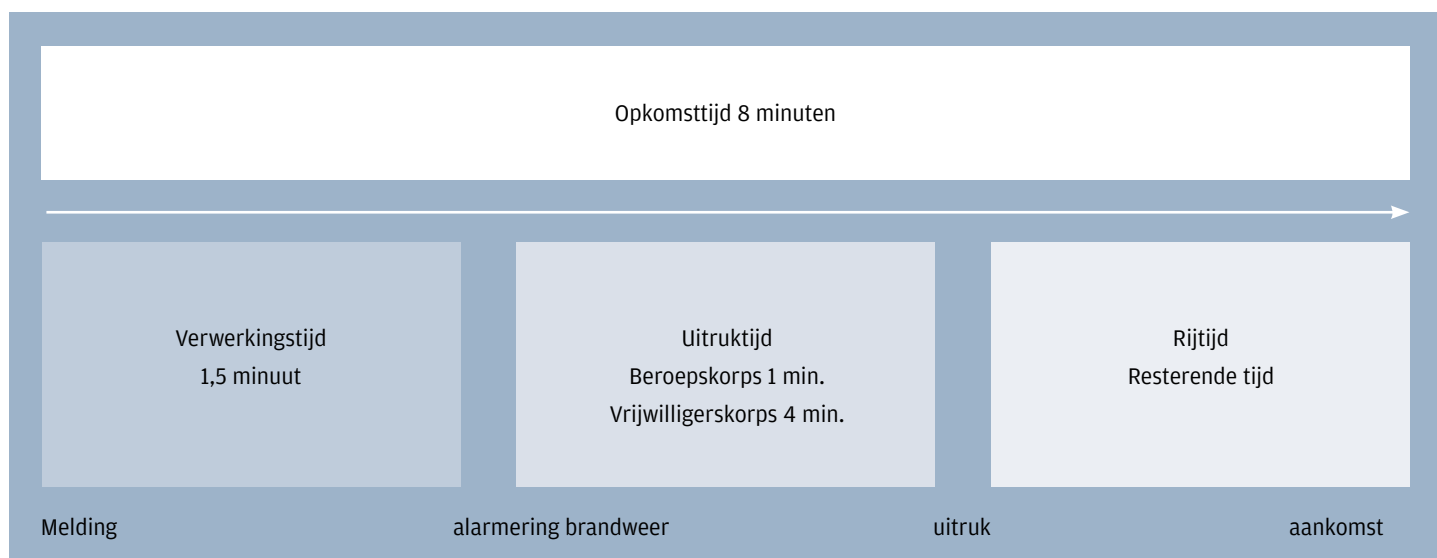 Opkomsttijd 8 minuten
Verwerkingstijd
1,5 minuut
Uitruktijd
Beroepskorps 1 min.
Vrijwilligerskorps 4 min.
Rijtijd
Resterende tijd
Melding
alarmering brandweer
uitruk
aankomst